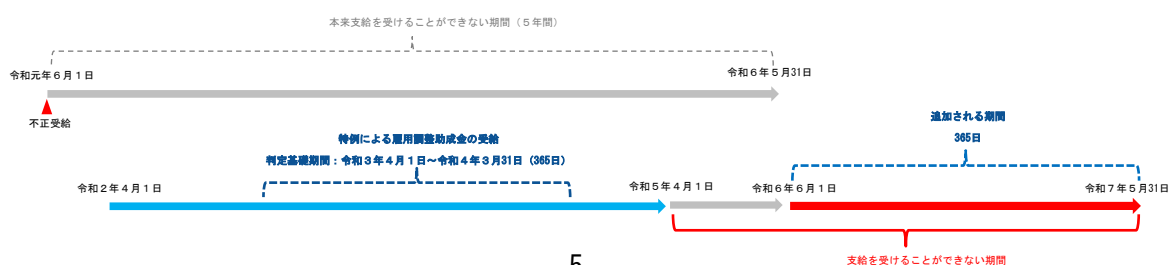 本来支給を受けることができない期間(5年間)
令和元年6月1日
令和6年5月31日
不正受給
追加される期間
365日
特例による雇用調整助成金の受給
判定基礎期間:令和3年4月1日~令和4年3月31日(365日)
令和2年4月1日
令和5年4月1日
令和6年6月1日
令和7年5月31日
支給を受けることができない期間
5